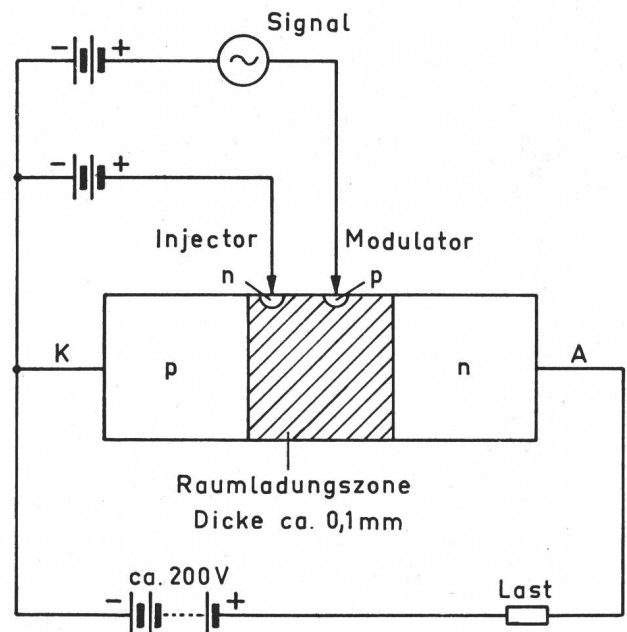 Signal
- +
- +
Injector Modulator
n p
K p n A
Raumladungszone
Dicke ca. 0,1mm
ca. 200V
- +
Last